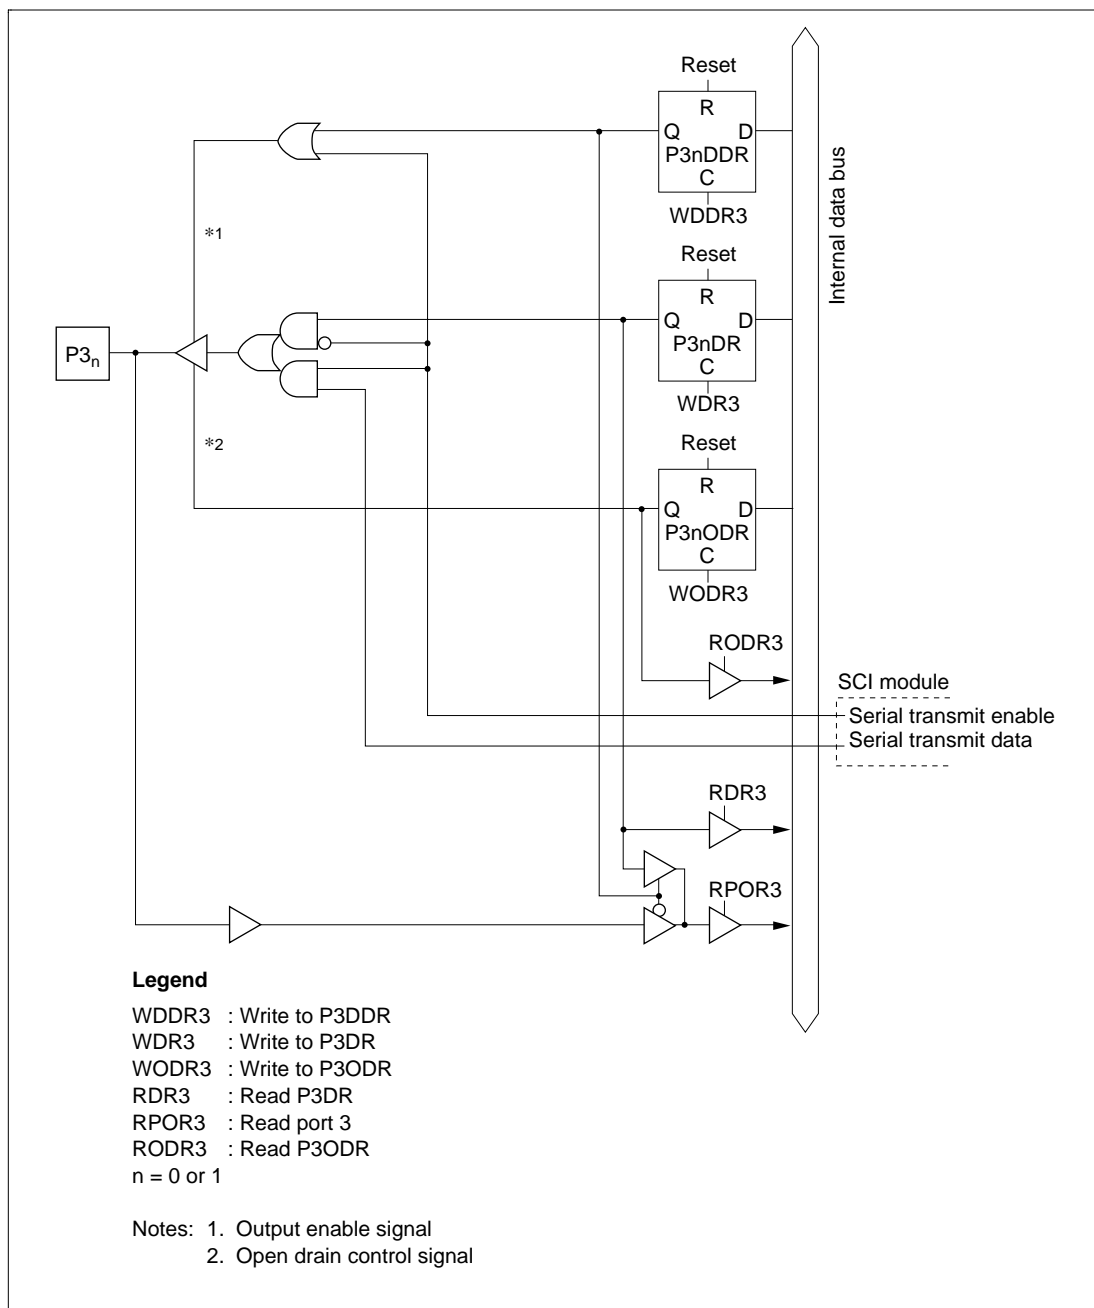 Reset
R
Q D
P3nDDR
C
WDDR3
*1
Internal data bus
Reset
R
Q D
P3nDR
C
WDR3
P3n
*2
Reset
R
Q D
P3nODR
C
WODR3
RODR3
SCI module
Serial transmit enable
Serial transmit data
RDR3
RPOR3
Legend
WDDR3 : Write to P3DDR
WDR3 : Write to P3DR
WODR3 : Write to P3ODR
RDR3 : Read P3DR
RPOR3 : Read port 3
RODR3 : Read P3ODR
n = 0 or 1
Notes: 1. Output enable signal
2. Open drain control signal